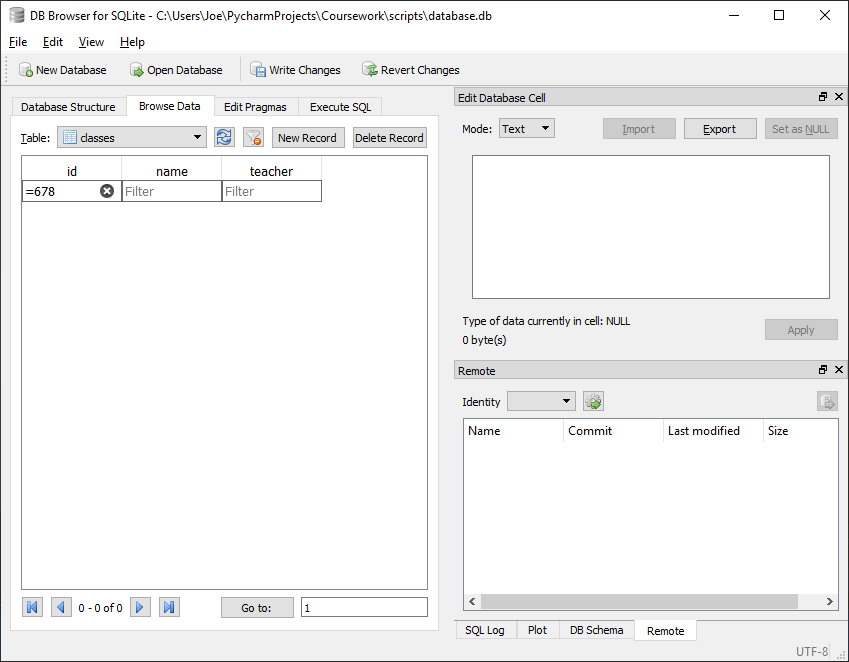 DB Browser for SQLite - C:\Users\Joe\PycharmProjects\Coursework\scripts\database.db
File Edit View Help
New Database Open Database Write Changes Revert Changes
Database Structure Browse Data Edit Pragmas Execute SQL
Table: classes New Record Delete Record
id name teacher
=678 Filter Filter
0 - 0 of 0 Go to: 1
Edit Database Cell
Mode: Text Import Export Set as NULL
Type of data currently in cell: NULL
0 byte(s)
Apply
Remote
Identity
Name Commit Last modified Size
SQL Log Plot DB Schema Remote
UTF-8